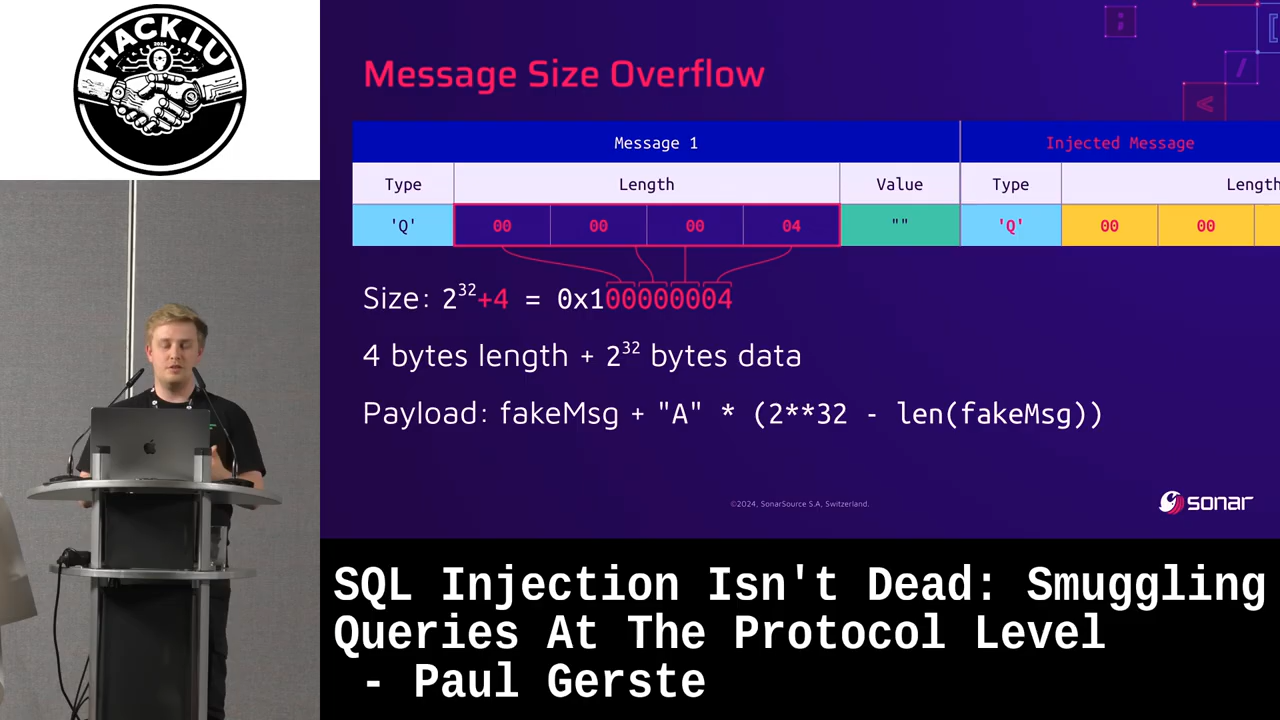 HACK.LU
2024
;
[
/
<
Message Size Overflow
Message 1
Injected Message
Type
Length
Value
Type
Length
'Q'
00
00
00
04
""
'Q'
00
00
Size: 2³²+4 = 0x100000004
4 bytes length + 2³² bytes data
Payload: fakeMsg + "A" * (2**32 - len(fakeMsg))
©2024, SonarSource S.A, Switzerland.
sonar
SQL Injection Isn't Dead: Smuggling
Queries At The Protocol Level
- Paul Gerste